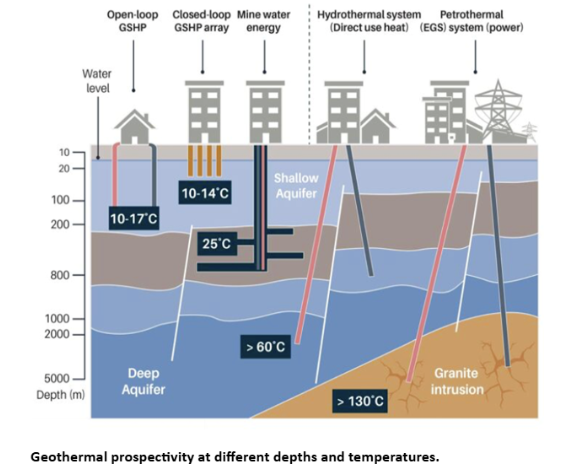 Open-loop
GSHP
Closed-loop
GSHP array
Mine water
energy
Hydrothermal system
(Direct use heat)
Petrothermal
(EGS) system (power)
Water
level
10
20
100
200
800
1000
2000
5000
Depth (m)
10-17°C
10-14°C
25°C
Shallow
Aquifer
> 60°C
> 130°C
Deep
Aquifer
Granite
intrusion
Geothermal prospectivity at different depths and temperatures.